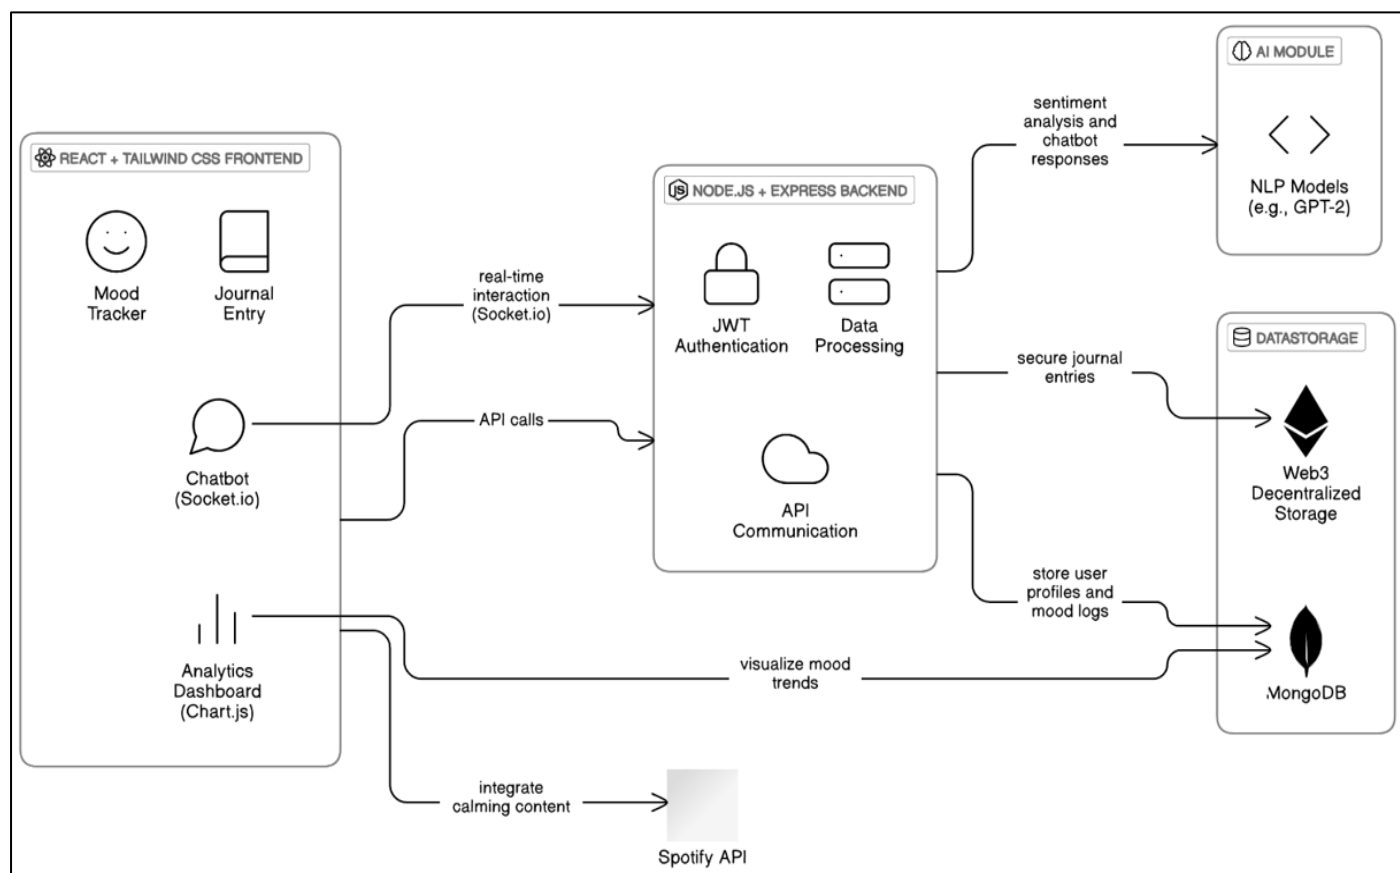 AI MODULE
sentiment
analysis and
chatbot
responses
NLP Models
(e.g., GPT-2)
REACT + TAILWIND CSS FRONTEND
Mood
Tracker
Journal
Entry
Chatbot
(Socket.io)
Analytics
Dashboard
(Chart.js)
real-time
interaction
(Socket.io)
API calls
JS
NODE.JS + EXPRESS BACKEND
JWT
Authentication
Data
Processing
API
Communication
secure journal
entries
DATASTORAGE
Web3
Decentralized
Storage
store user
profiles and
mood logs
MongoDB
visualize mood
trends
integrate
calming content
Spotify API